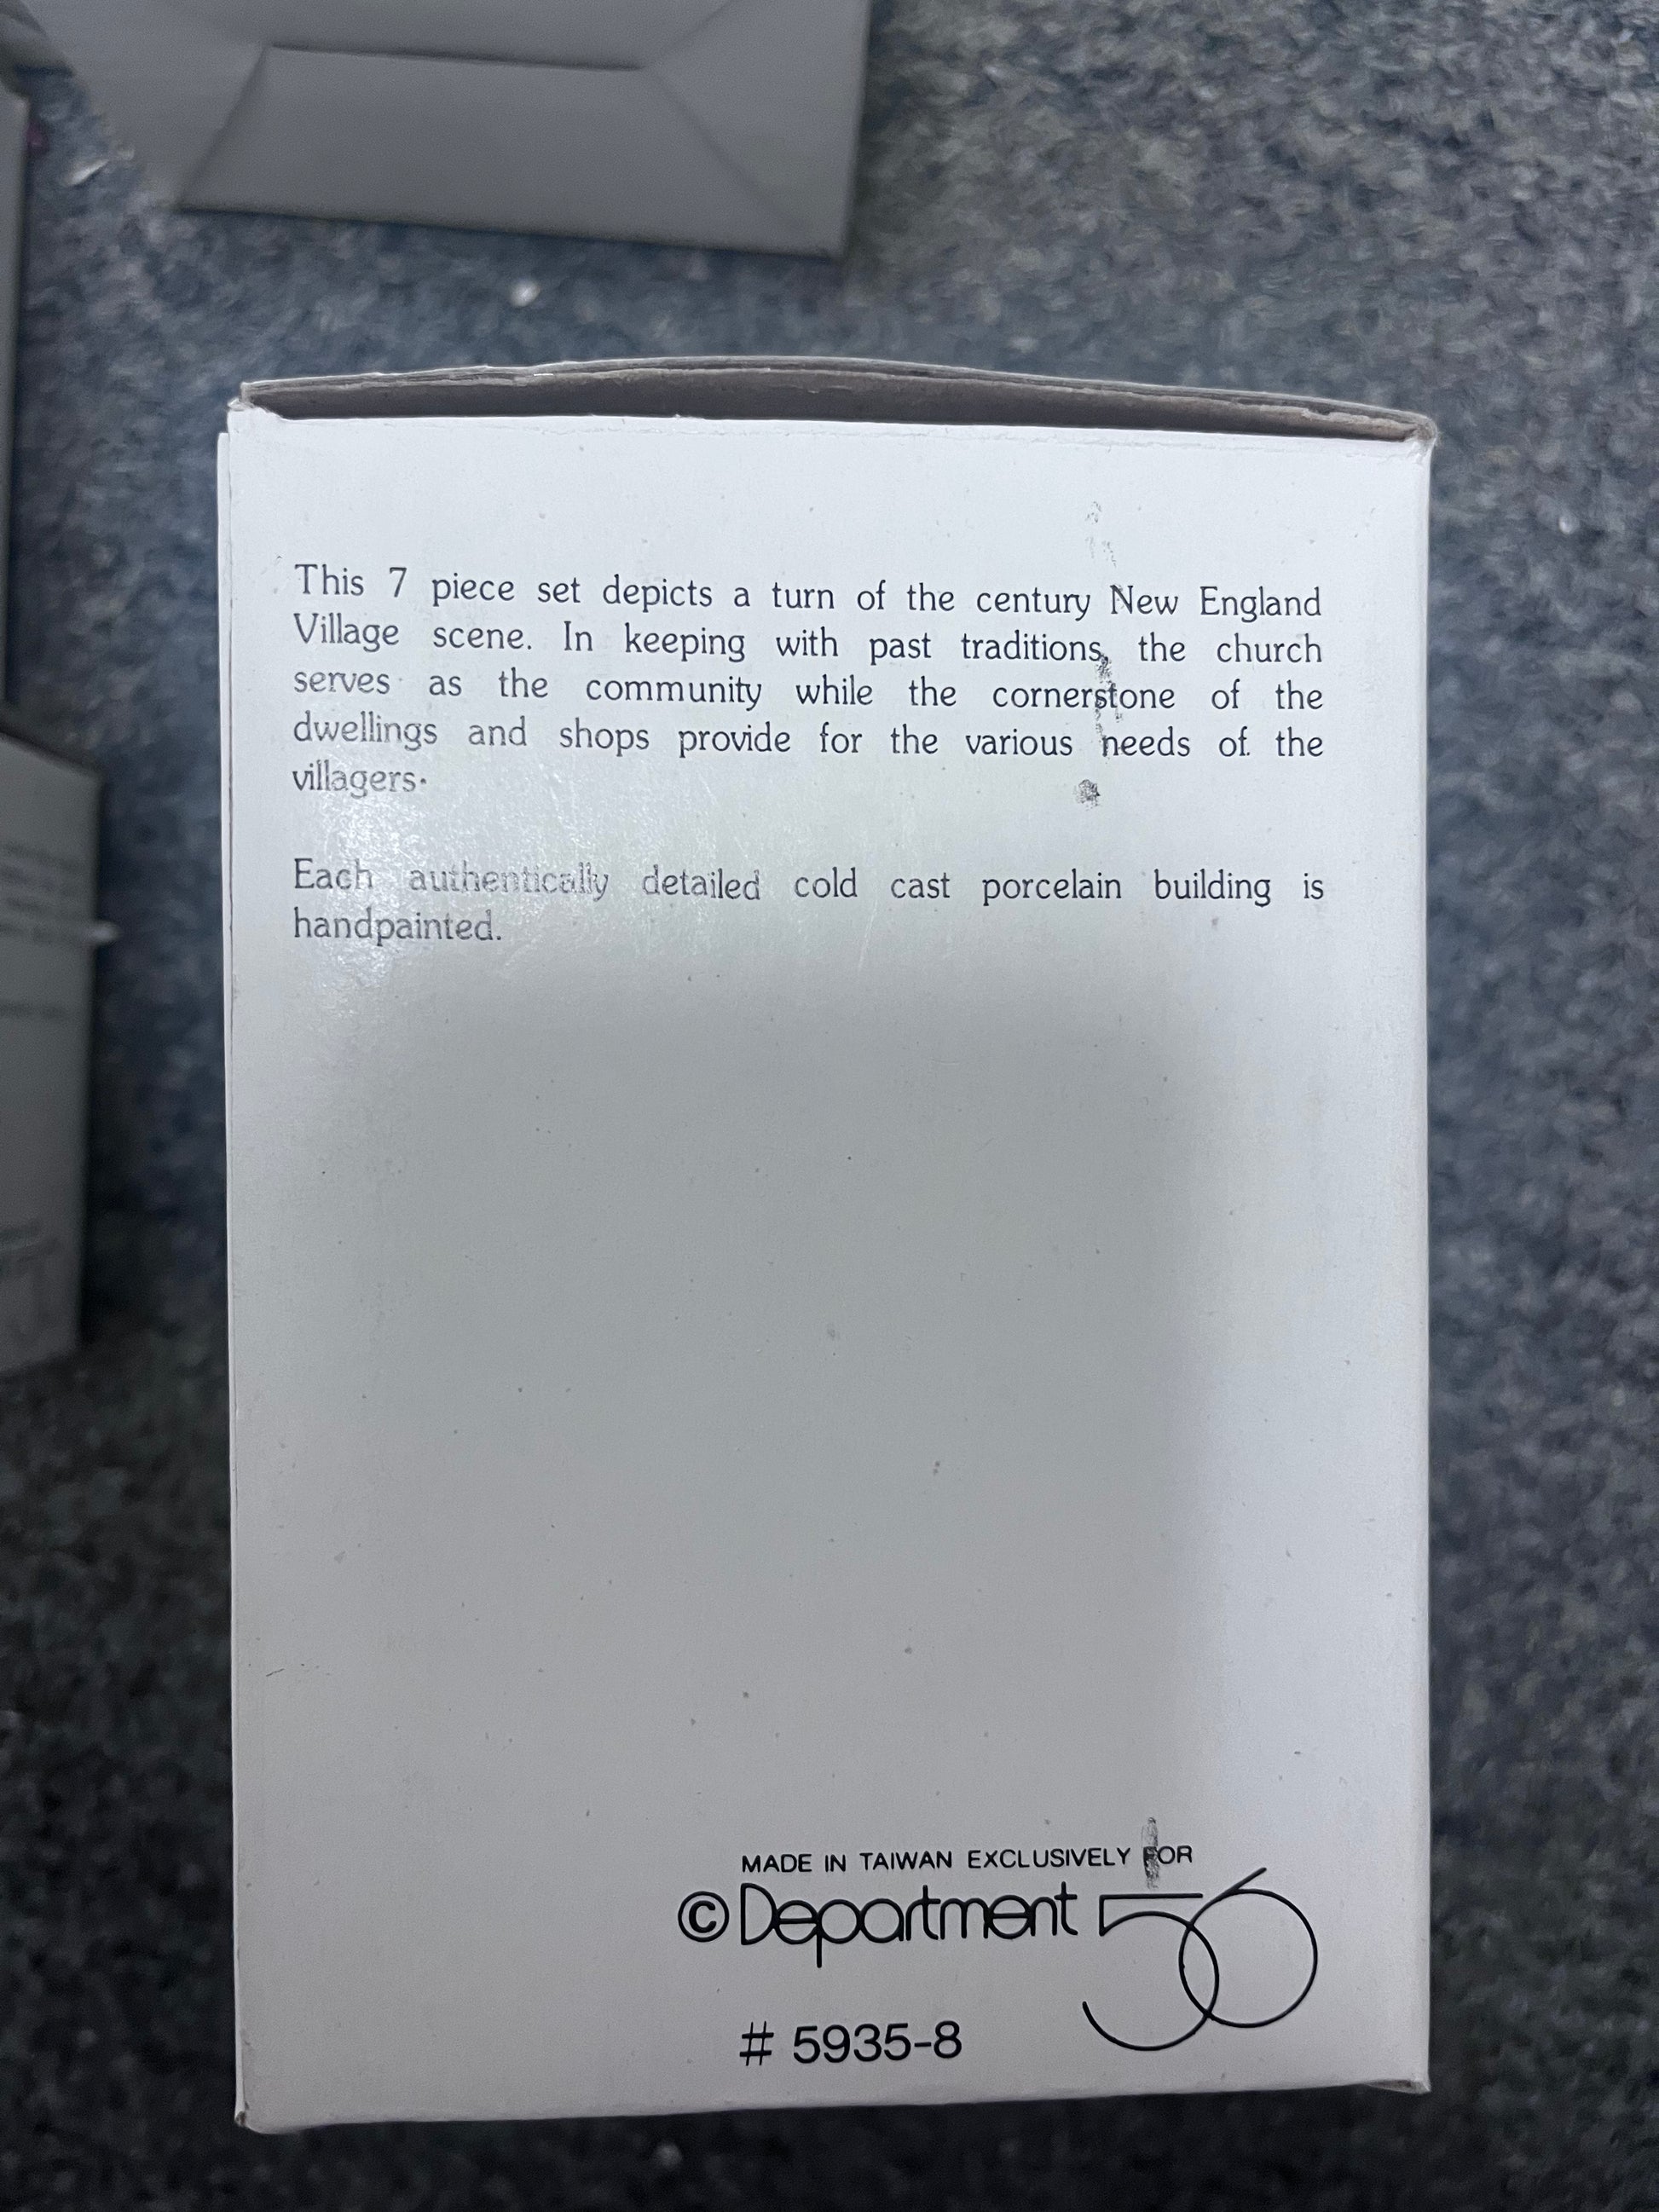 This 7 piece set depicts a turn of the century New England
Village scene. In keeping with past traditions, the church
serves as the community while the cornerstone of the
dwellings and shops provide for the various needs of. the
villagers.
Each authentically detailed cold cast porcelain building is
handpainted.
MADE IN TAIWAN EXCLUSIVELY FOR
©Department 56
# 5935-8